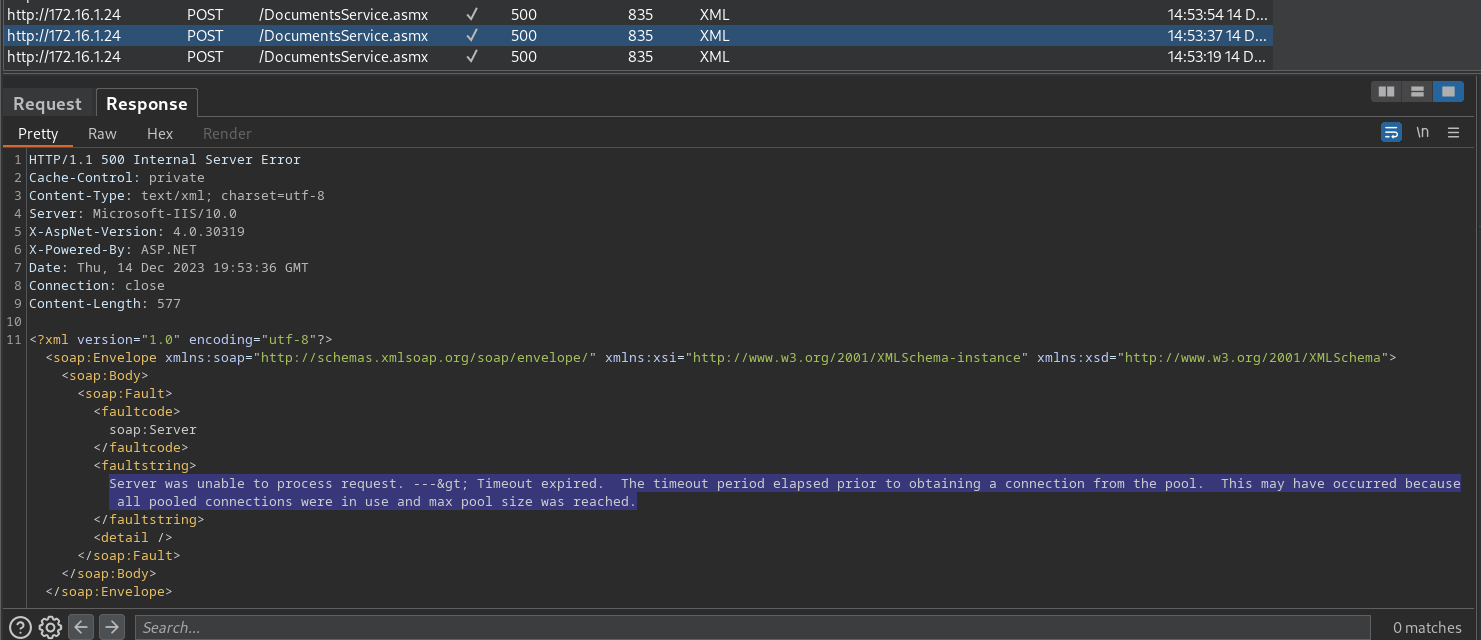 http://172.16.1.24 POST /DocumentsService.asmx ✓ 500 835 XML 14:53:54 14 D...
http://172.16.1.24 POST /DocumentsService.asmx ✓ 500 835 XML 14:53:37 14 D...
http://172.16.1.24 POST /DocumentsService.asmx ✓ 500 835 XML 14:53:19 14 D...
Request Response
Pretty Raw Hex Render \n
1 HTTP/1.1 500 Internal Server Error
2 Cache-Control: private
3 Content-Type: text/xml; charset=utf-8
4 Server: Microsoft-IIS/10.0
5 X-AspNet-Version: 4.0.30319
6 X-Powered-By: ASP.NET
7 Date: Thu, 14 Dec 2023 19:53:36 GMT
8 Connection: close
9 Content-Length: 577
10
11 <?xml version="1.0" encoding="utf-8"?>
<soap:Envelope xmlns:soap="http://schemas.xmlsoap.org/soap/envelope/" xmlns:xsi="http://www.w3.org/2001/XMLSchema-instance" xmlns:xsd="http://www.w3.org/2001/XMLSchema">
<soap:Body>
<soap:Fault>
<faultcode>
soap:Server
</faultcode>
<faultstring>
Server was unable to process request. ---&gt; Timeout expired.  The timeout period elapsed prior to obtaining a connection from the pool.  This may have occurred because
all pooled connections were in use and max pool size was reached.
</faultstring>
<detail />
</soap:Fault>
</soap:Body>
</soap:Envelope>
Search... 0 matches